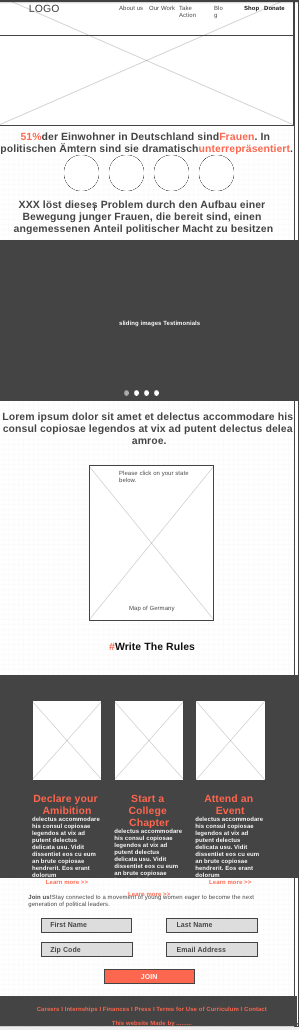 LOGO
About us Our Work Take Action Blog Shop Donate
51%der Einwohner in Deutschland sindFrauen. In
politischen Ämtern sind sie dramatischunterrepräsentiert.
XXX löst dieses Problem durch den Aufbau einer
Bewegung junger Frauen, die bereit sind, einen
angemessenen Anteil politischer Macht zu besitzen
sliding images Testimonials
Lorem ipsum dolor sit amet et delectus accommodare his
consul copiosae legendos at vix ad putent delectus delea
amroe.
Please click on your state
below.
Map of Germany
#Write The Rules
Declare your
Amibition
delectus accommodare
his consul copiosae
legendos at vix ad
putent delectus
delicata usu. Vidit
dissentiet eos cu eum
an brute copiosae
hendrerit. Eos erant
dolorum
Learn more >>
Start a
College
Chapter
delectus accommodare
his consul copiosae
legendos at vix ad
putent delectus
delicata usu. Vidit
dissentiet eos cu eum
an brute copiosae
Learn more >>
Attend an
Event
delectus accommodare
his consul copiosae
legendos at vix ad
putent delectus
delicata usu. Vidit
dissentiet eos cu eum
an brute copiosae
hendrerit. Eos erant
dolorum
Learn more >>
Join us!Stay connected to a movement of young women eager to become the next
generation of political leaders.
First Name Last Name
Zip Code Email Address
JOIN
Careers I Internships I Finances I Press I Terms for Use of Curriculum I Contact
This website Made by .........